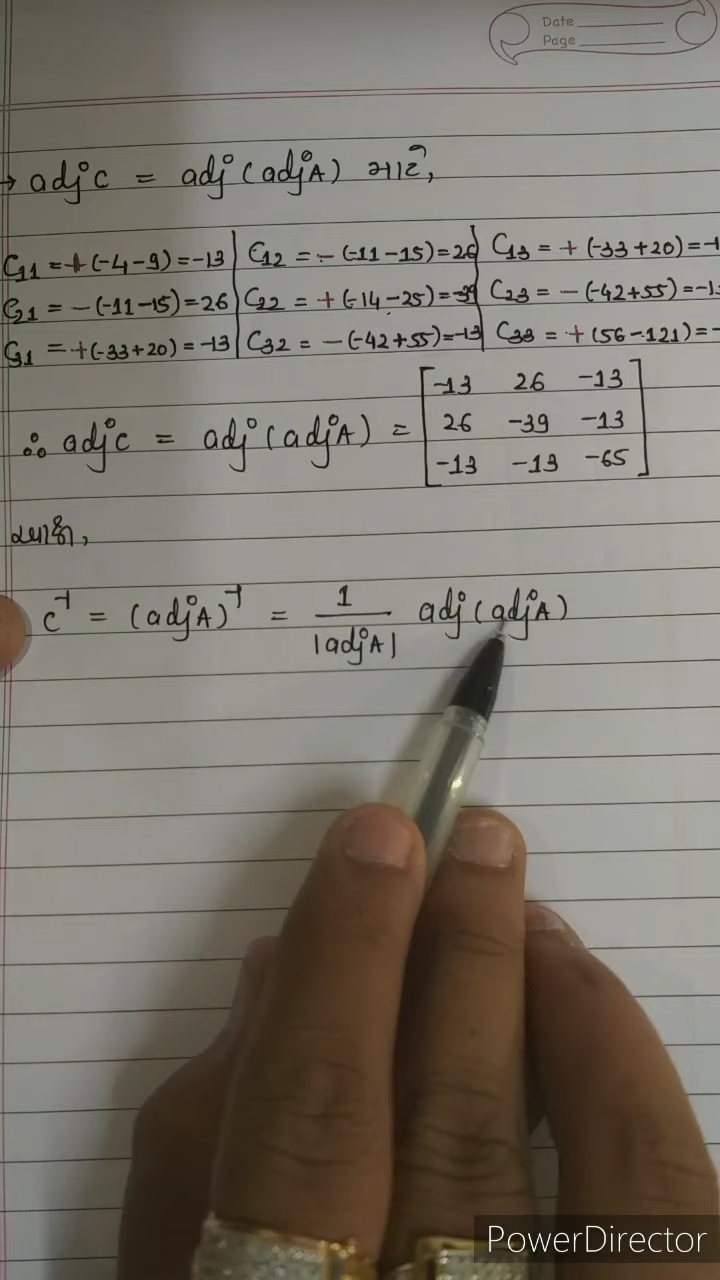 Date
Page
→ adj C = adj (adj A) માટે,
C11 = +(-4-9) = -13 | C12 = -(-11-15) = 26 | C13 = +(-33+20) = -1
C21 = -(-11-15) = 26 | C22 = +(-14-25) = -39 | C23 = -(-42+55) = -1
C31 = +(-33+20) = -13 | C32 = -(-42+55) = -13 | C33 = +(56-121) = -
∴ adj C = adj (adj A) = [-13 26 -13
26 -39 -13
-13 -13 -65]
C⁻¹ = (adj A)⁻¹ = 1/|adj A| adj (adj A)
PowerDirector